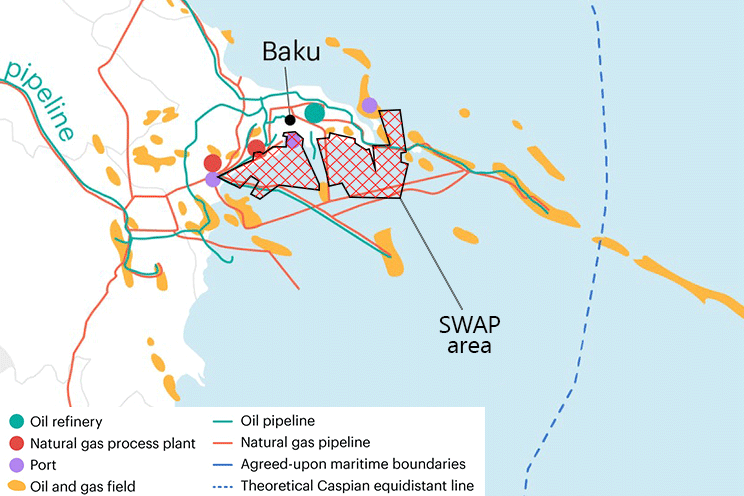 pipeline
Baku
SWAP
area
Oil refinery
Natural gas process plant
Port
Oil and gas field
Oil pipeline
Natural gas pipeline
Agreed-upon maritime boundaries
Theoretical Caspian equidistant line